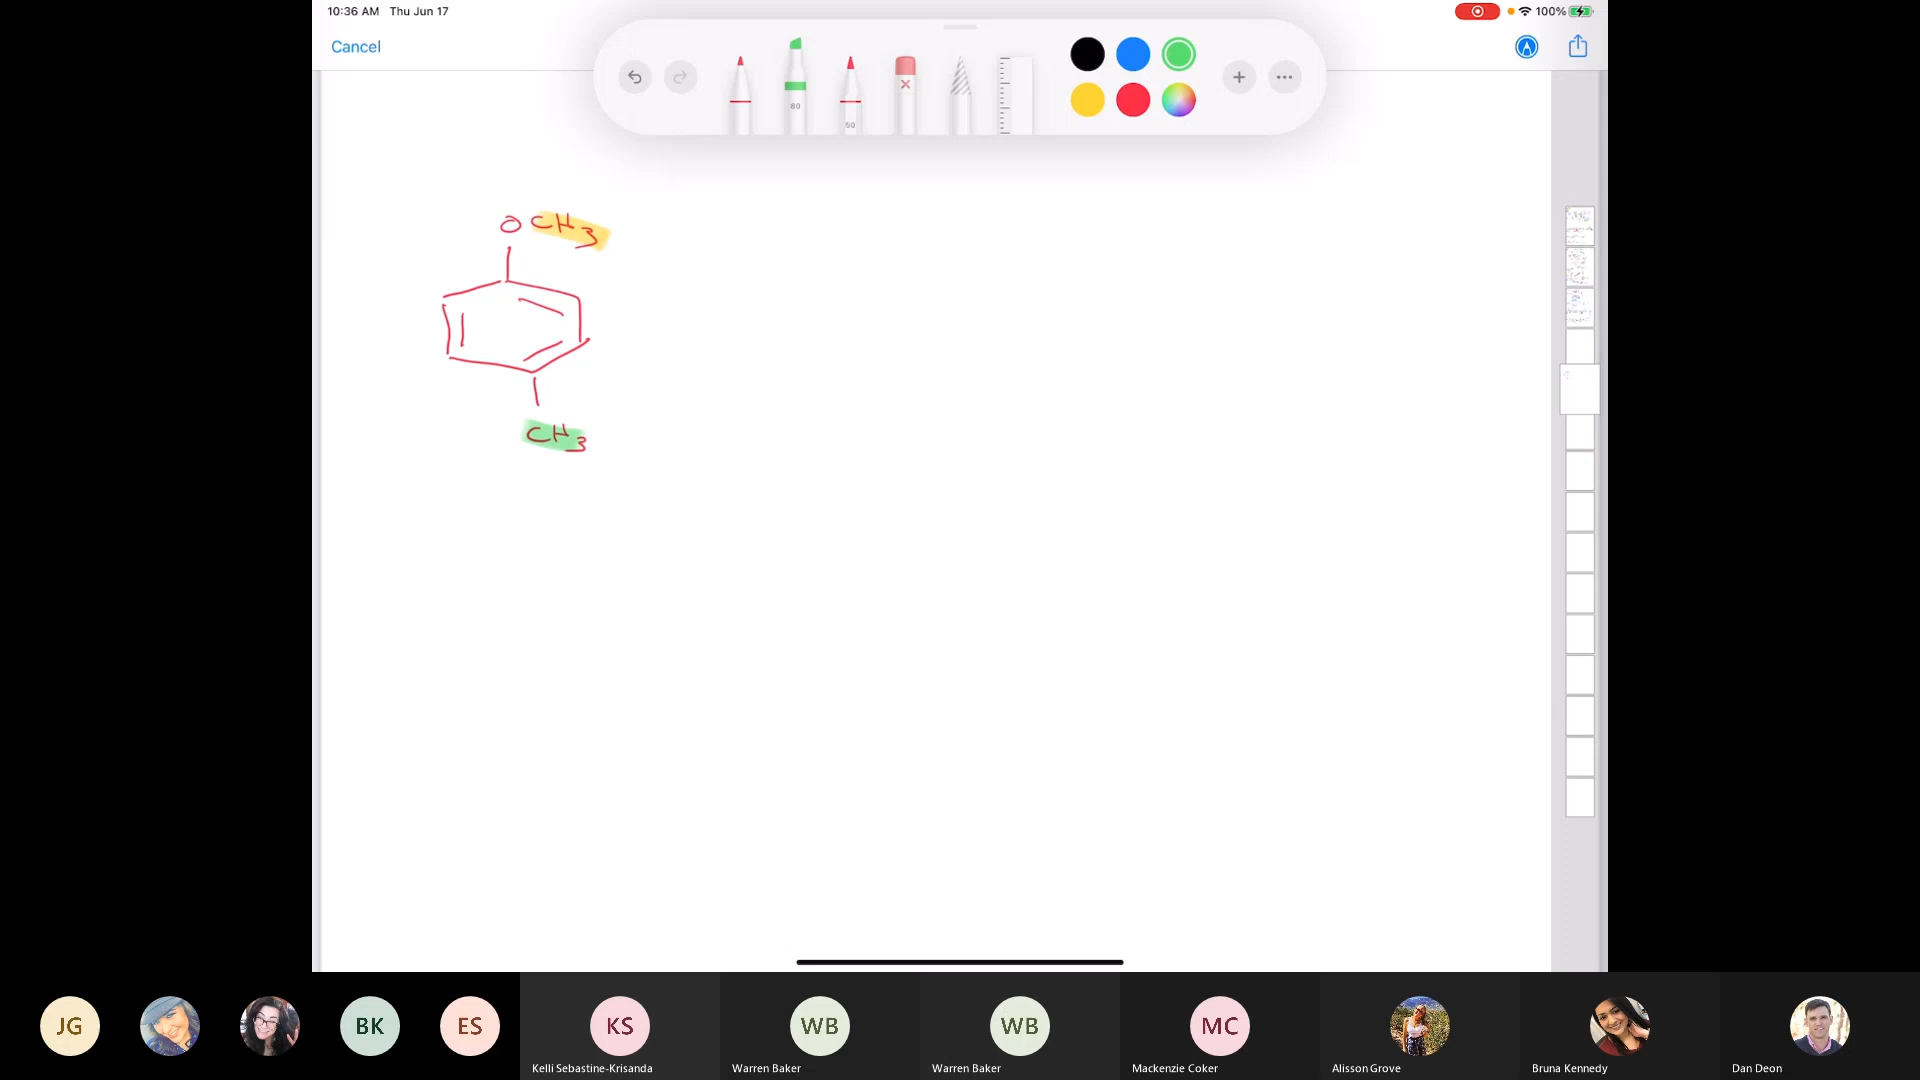 10:36 AM Thu Jun 17
100%
Cancel
80
50
OCH3
CH3
JG
BK
ES
KS
WB
WB
MC
Kelli Sebastine-Krisanda
Warren Baker
Warren Baker
Mackenzie Coker
Alisson Grove
Bruna Kennedy
Dan Deon